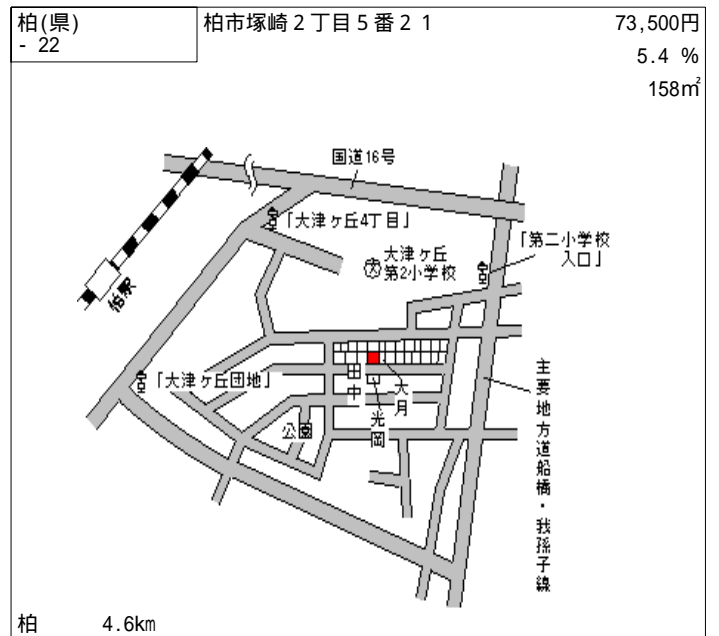 柏(県)
- 22
柏市塚崎２丁目５番２１
73,500円
5.4 %
158㎡
国道16号
「大津ヶ丘4丁目」
大津ヶ丘
第2小学校
「第二小学校
入口」
柏駅
「大津ヶ丘団地」
田中
大月
光岡
公園
主要地方道船橋・我孫子線
柏 4.6km